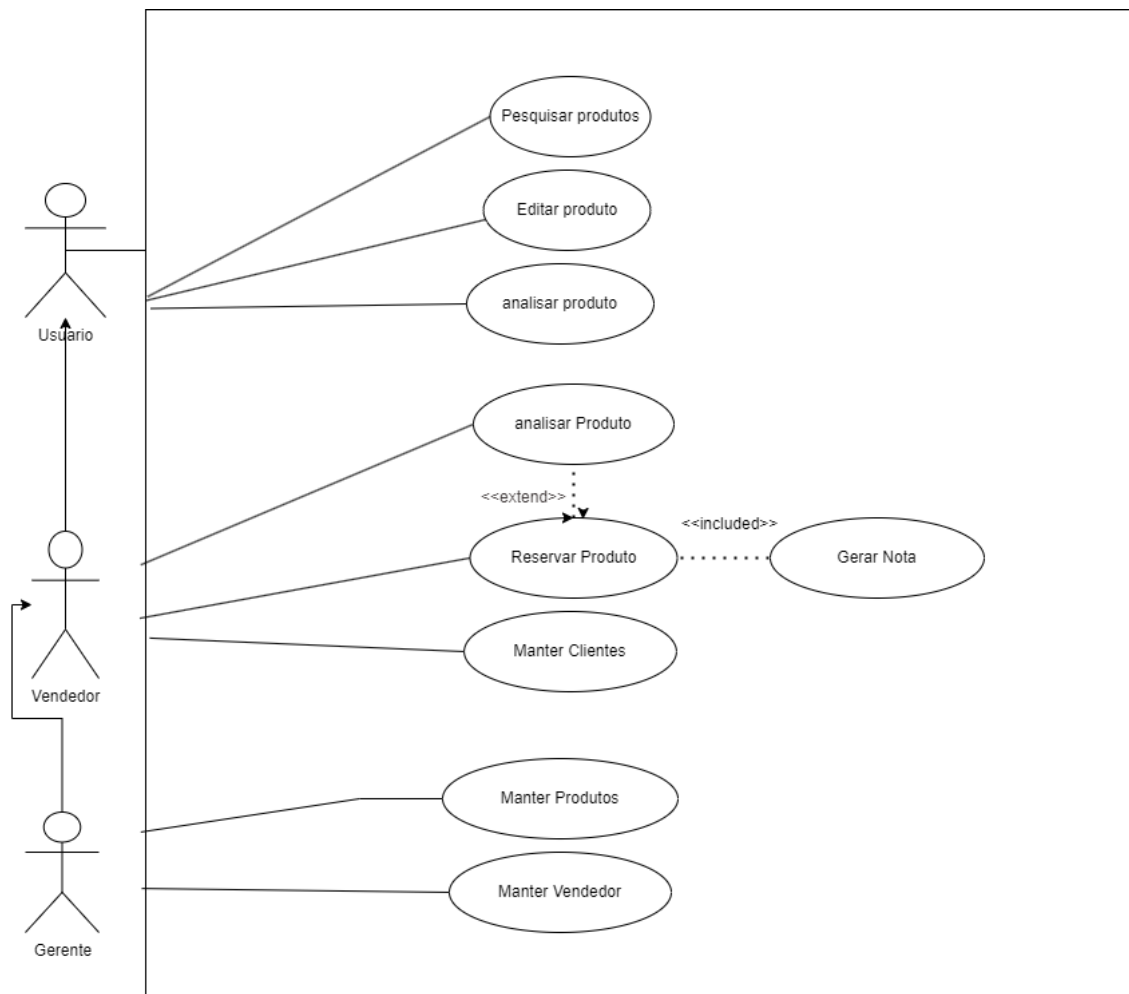 Pesquisar produtos
Editar produto
analisar produto
Usuario
analisar Produto
<<extend>>
<<included>>
Reservar Produto
Gerar Nota
Manter Clientes
Vendedor
Manter Produtos
Manter Vendedor
Gerente